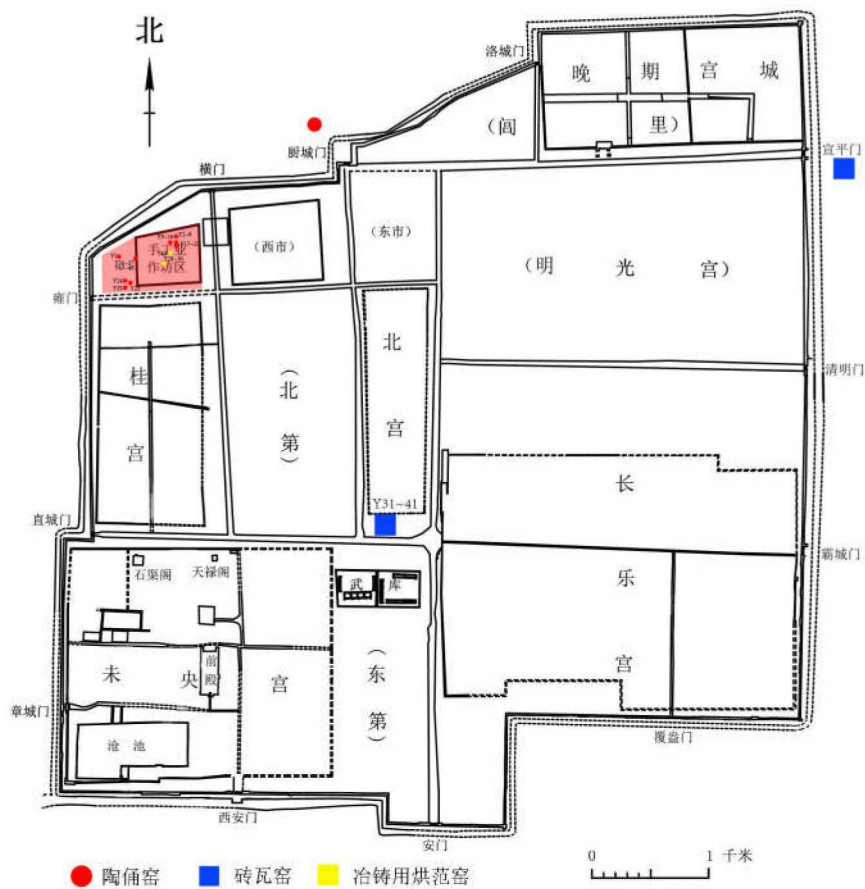 北
洛城门
晚期宫城
(闾里)
厨城门
宣平门
横门
手工业
作坊区
(西市)
(东市)
(明光宫)
雍门
桂宫
(北第)
北宫
清明门
Y31~41
长乐宫
直城门
霸城门
石渠阁
天禄阁
武库
未央宫
前殿
(东第)
章城门
沧池
覆盎门
西安门
安门
陶俑窑
砖瓦窑
冶铸用烘范窑
0 1 千米